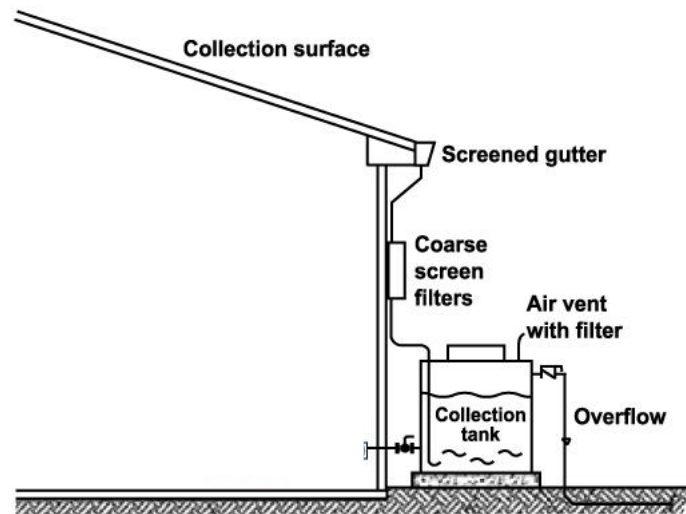 Collection surface
Screened gutter
Coarse
screen
filters
Air vent
with filter
Collection
tank
Overflow